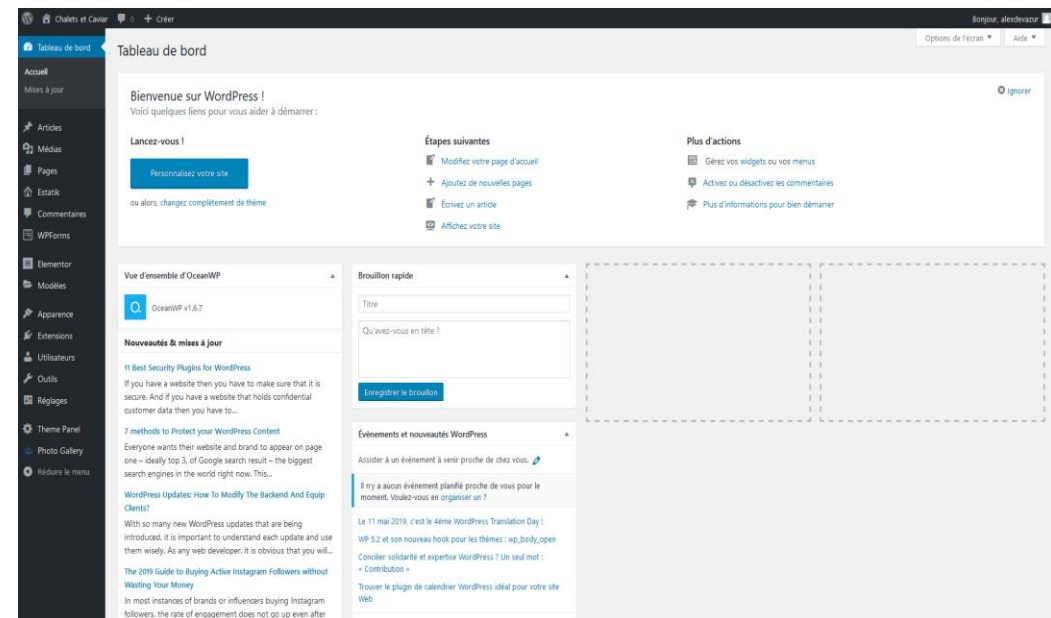 Chalets et Caviar 0 + Créer Bonjour, alexdevazur
Options de l'écran ▼ Aide ▼
Tableau de bord
Accueil
Mises à jour
Articles
Médias
Pages
Estatik
Commentaires
WPForms
Elementor
Modèles
Apparence
Extensions
Utilisateurs
Outils
Réglages
Theme Panel
Photo Gallery
Réduire le menu
Tableau de bord
Bienvenue sur WordPress !
Ignorer
Voici quelques liens pour vous aider à démarrer :
Lancez-vous !
Personnalisez votre site
ou alors, changez complètement de thème
Étapes suivantes
Modifiez votre page d'accueil
+ Ajoutez de nouvelles pages
Écrivez un article
Affichez votre site
Plus d'actions
Gérez vos widgets ou vos menus
Activez ou désactivez les commentaires
Plus d'informations pour bien démarrer
Vue d'ensemble d'OceanWP
OceanWP v1.6.7
Nouveautés & mises à jour
11 Best Security Plugins for WordPress
If you have a website then you have to make sure that it is
secure. And if you have a website that holds confidential
customer data then you have to...
7 methods to Protect your WordPress Content
Everyone wants their website and brand to appear on page
one – ideally top 3, of Google search result – the biggest
search engines in the world right now. This...
WordPress Updates: How To Modify The Backend And Equip
Clients?
With so many new WordPress updates that are being
introduced, it is important to understand each update and use
them wisely. As any web developer, it is obvious that you will...
The 2019 Guide to Buying Active Instagram Followers without
Wasting Your Money
In most instances of brands or influencers buying Instagram
followers, the rate of engagement does not go up even after
Brouillon rapide
Titre
Qu'avez-vous en tête ?
Enregistrer le brouillon
Évènements et nouveautés WordPress
Assister à un évènement à venir proche de chez vous.
Il n'y a aucun évènement planifié proche de vous pour le
moment. Voulez-vous en organiser un ?
Le 11 mai 2019, c'est le 4ème WordPress Translation Day !
WP 5.2 et son nouveau hook pour les thèmes : wp_body_open
Concilier solidarité et expertise WordPress ? Un seul mot :
« Contribution »
Trouver le plugin de calendrier WordPress idéal pour votre site
Web